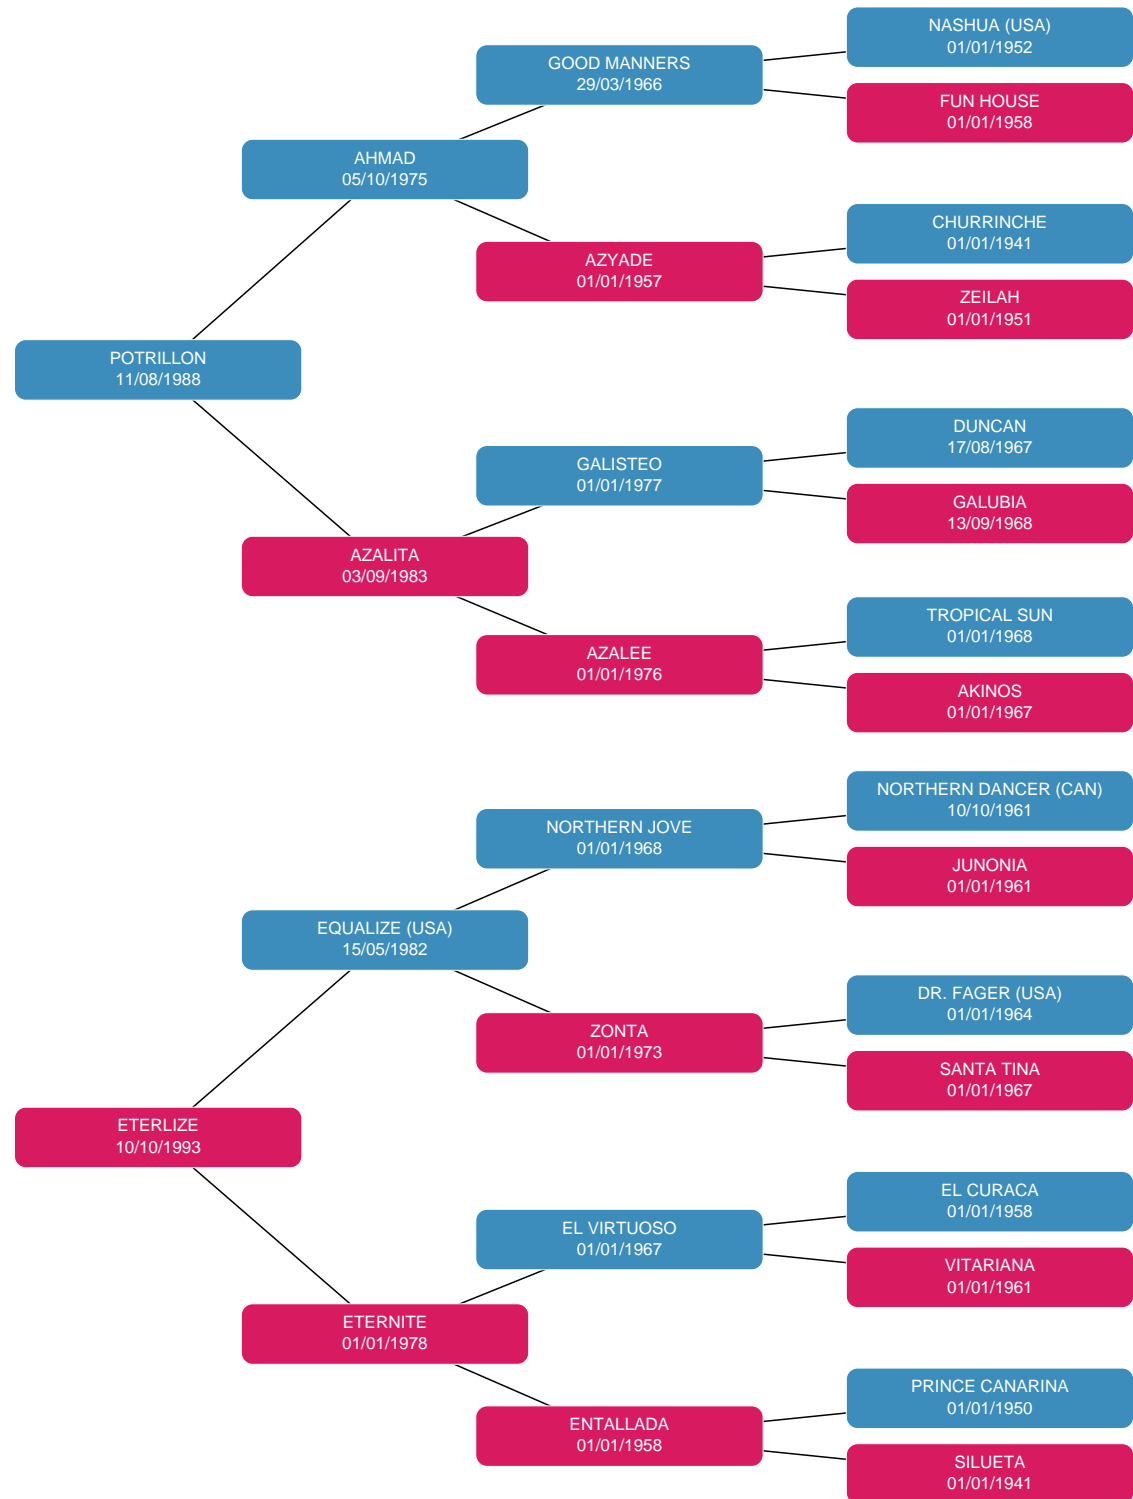 NASHUA (USA)
01/01/1952
GOOD MANNERS
29/03/1966
FUN HOUSE
01/01/1958
AHMAD
05/10/1975
CHURRINCHE
01/01/1941
AZYADE
01/01/1957
ZEILAH
01/01/1951
POTRILLON
11/08/1988
DUNCAN
17/08/1967
GALISTEO
01/01/1977
GALUBIA
13/09/1968
AZALITA
03/09/1983
TROPICAL SUN
01/01/1968
AZALEE
01/01/1976
AKINOS
01/01/1967
NORTHERN DANCER (CAN)
10/10/1961
NORTHERN JOVE
01/01/1968
JUNONIA
01/01/1961
EQUALIZE (USA)
15/05/1982
DR. FAGER (USA)
01/01/1964
ZONTA
01/01/1973
SANTA TINA
01/01/1967
ETERLIZE
10/10/1993
EL CURACA
01/01/1958
EL VIRTUOSO
01/01/1967
VITARIANA
01/01/1961
ETERNITE
01/01/1978
PRINCE CANARINA
01/01/1950
ENTALLADA
01/01/1958
SILUETA
01/01/1941